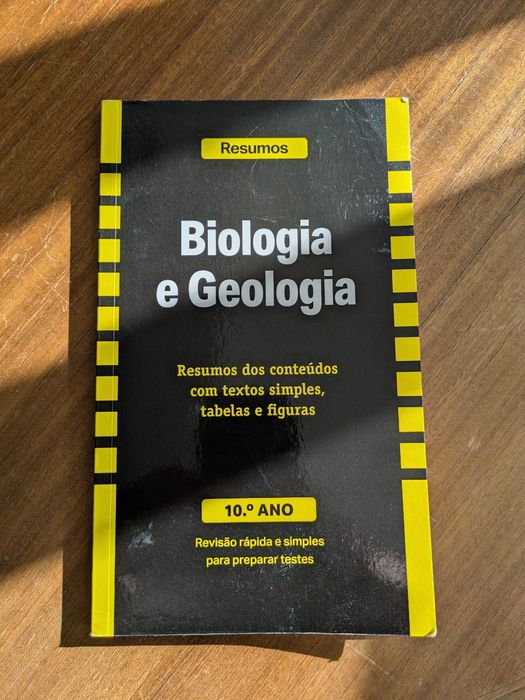 Resumos
Biologia
e Geologia
Resumos dos conteúdos
com textos simples,
tabelas e figuras
10.º ANO
Revisão rápida e simples
para preparar testes